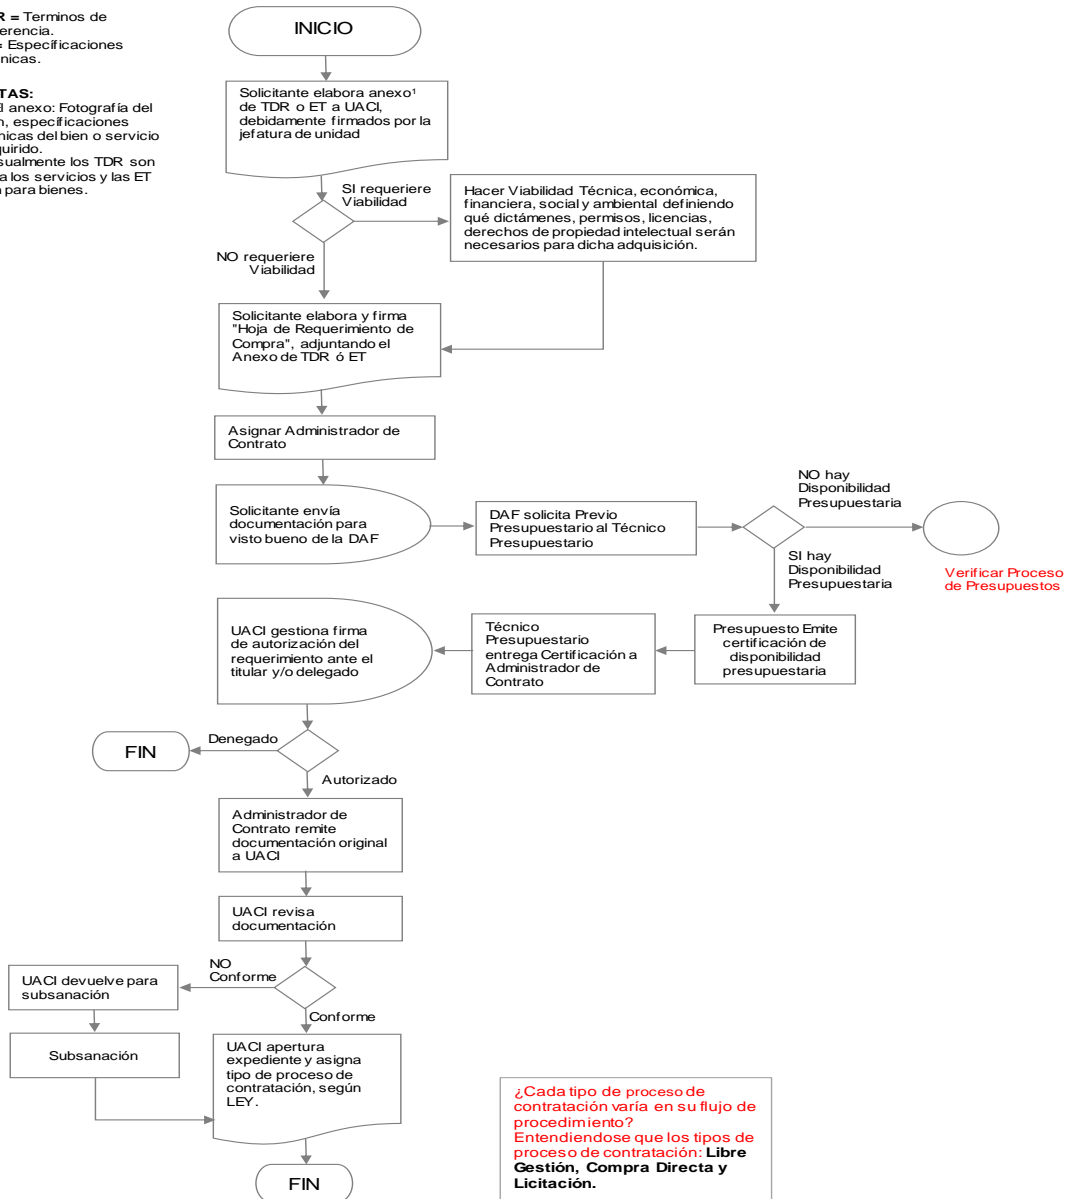 R = Terminos de
erencia.
= Especificaciones
nicas.
TAS:
El anexo: Fotografía del
n, especificaciones
nicas del bien o servicio
quirido.
sualmente los TDR son
a los servicios y las ET
n para bienes.
INICIO
Solicitante elabora anexo¹
de TDR o ET a UACI,
debidamente firmados por la
jefatura de unidad
SI requeriere
Viabilidad
Hacer Viabilidad Técnica, económica,
financiera, social y ambiental definiendo
qué dictámenes, permisos, licencias,
derechos de propiedad intelectual serán
necesarios para dicha adquisición.
NO requeriere
Viabilidad
Solicitante elabora y firma
"Hoja de Requerimiento de
Compra", adjuntando el
Anexo de TDR ó ET
Asignar Administrador de
Contrato
Solicitante envía
documentación para
visto bueno de la DAF
DAF solicita Previo
Presupuestario al Técnico
Presupuestario
NO hay
Disponibilidad
Presupuestaria
SI hay
Disponibilidad
Presupuestaria
Verificar Proceso
de Presupuestos
UACI gestiona firma
de autorización del
requerimiento ante el
titular y/o delegado
Técnico
Presupuestario
entrega Certificación a
Administrador de
Contrato
Presupuesto Emite
certificación de
disponibilidad
presupuestaria
Denegado
FIN
Autorizado
Administrador de
Contrato remite
documentación original
a UACI
UACI revisa
documentación
NO
Conforme
UACI devuelve para
subsanación
Conforme
Subsanación
UACI apertura
expediente y asigna
tipo de proceso de
contratación, según
LEY.
FIN
¿Cada tipo de proceso de
contratación varía en su flujo de
procedimiento?
Entendiendose que los tipos de
proceso de contratación: Libre
Gestión, Compra Directa y
Licitación.